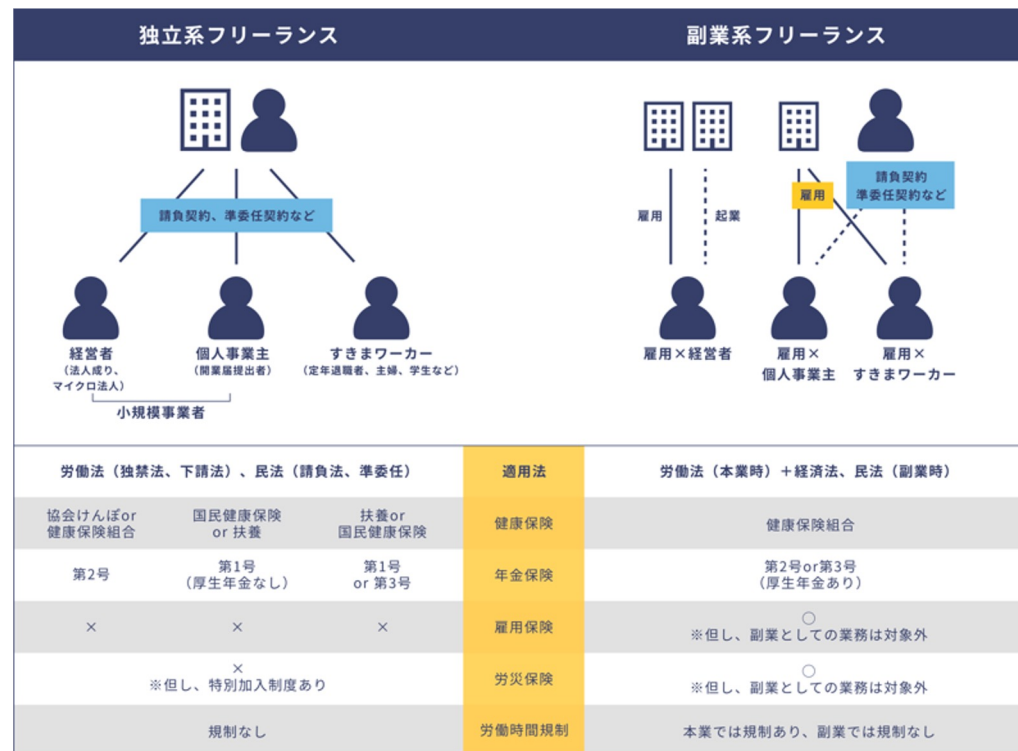 独立系フリーランス
副業系フリーランス
請負契約、準委任契約など
経営者
（法人成り、
マイクロ法人）
個人事業主
（開業届提出者）
すきまワーカー
（定年退職者、主婦、学生など）
小規模事業者
雇用
起業
雇用
請負契約
準委任契約など
雇用×経営者
雇用×
個人事業主
雇用×
すきまワーカー
労働法（独禁法、下請法）、民法（請負法、準委任）
適用法
労働法（本業時）＋経済法、民法（副業時）
協会けんぽor
健康保険組合
国民健康保険
or 扶養
扶養or
国民健康保険
健康保険
健康保険組合
第2号
第1号
（厚生年金なし）
第1号
or 第3号
年金保険
第2号or第3号
（厚生年金あり）
×
×
×
雇用保険
○
※但し、副業としての業務は対象外
×
※但し、特別加入制度あり
労災保険
○
※但し、副業としての業務は対象外
規制なし
労働時間規制
本業では規制あり、副業では規制なし